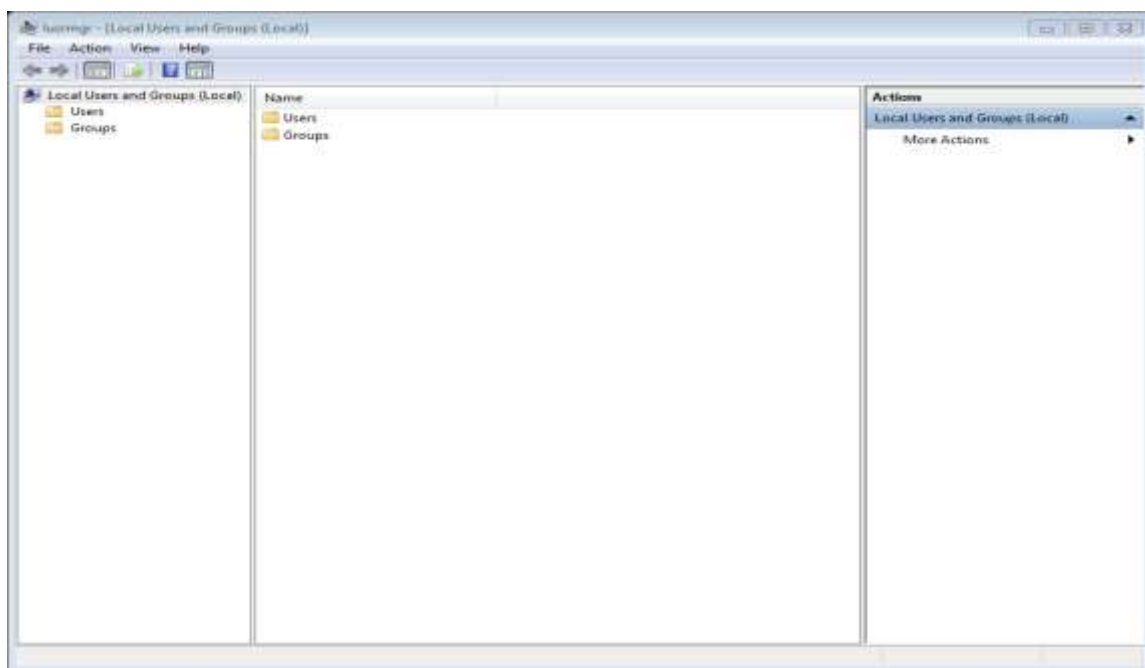 lusrmgr - [Local Users and Groups (Local)]
File Action View Help
Local Users and Groups (Local)
Users
Groups
Name
Users
Groups
Actions
Local Users and Groups (Local)
More Actions